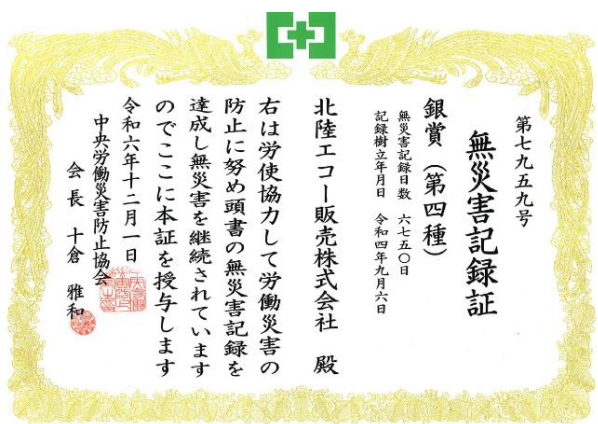 第七九五九号
無災害記録証
銀賞（第四種）
無災害記録日数　六七五〇日
記録樹立年月日　令和四年九月六日
北陸エコー販売株式会社　殿
右は労使協力して労働災害の
防止に努め頭書の無災害記録を
達成し無災害を継続されています
のでここに本証を授与します
令和六年十二月一日
中央労働災害防止協会
会長　十倉　雅和